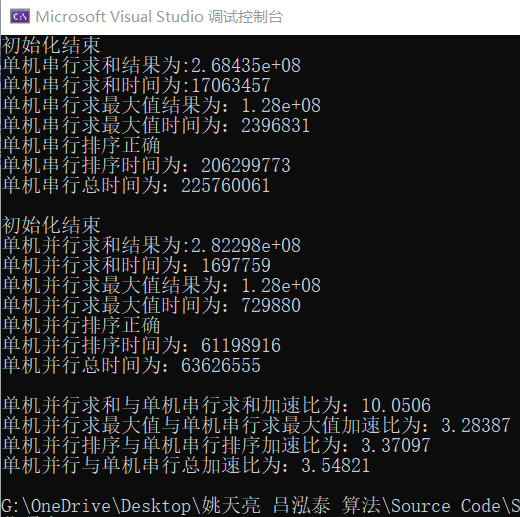 Microsoft Visual Studio 调试控制台
初始化结束
单机串行求和结果为:2.68435e+08
单机串行求和时间为:17063457
单机串行求最大值结果为: 1.28e+08
单机串行求最大值时间为: 2396831
单机串行排序正确
单机串行排序时间为: 206299773
单机串行总时间为: 225760061
初始化结束
单机并行求和结果为:2.82298e+08
单机并行求和时间为: 1697759
单机并行求最大值结果为: 1.28e+08
单机并行求最大值时间为: 729880
单机并行排序正确
单机并行排序时间为: 61198916
单机并行总时间为: 63626555
单机并行求和与单机串行求和加速比为: 10.0506
单机并行求最大值与单机串行求最大值加速比为: 3.28387
单机并行排序与单机串行排序加速比为: 3.37097
单机并行与单机串行总加速比为: 3.54821
G:\OneDrive\Desktop\姚天亮 吕泓泰 算法\Source Code\S